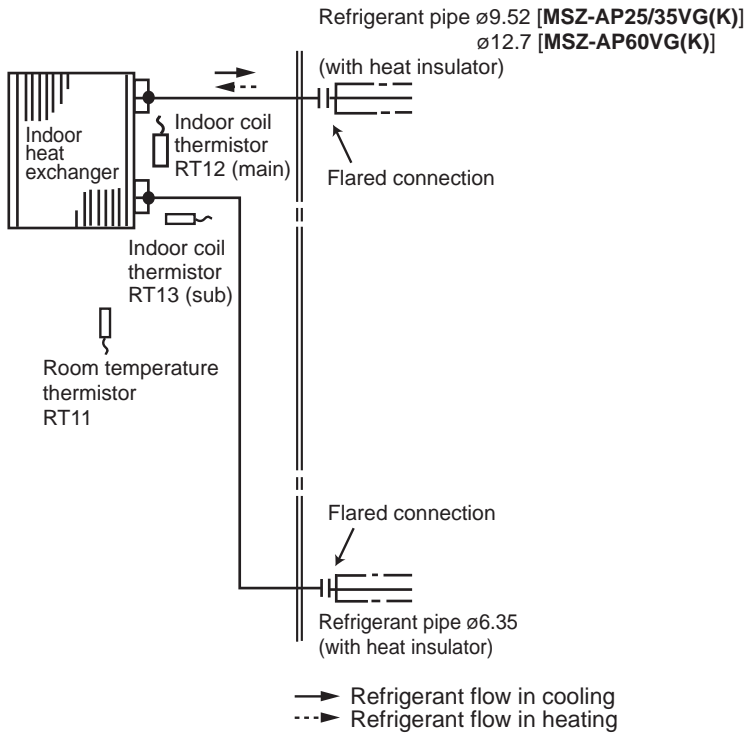 Refrigerant pipe ø9.52 [MSZ-AP25/35VG(K)]
ø12.7 [MSZ-AP60VG(K)]
(with heat insulator)
Indoor
heat
exchanger
Indoor coil
thermistor
RT12 (main)
Flared connection
Indoor coil
thermistor
RT13 (sub)
Room temperature
thermistor
RT11
Flared connection
Refrigerant pipe ø6.35
(with heat insulator)
Refrigerant flow in cooling
Refrigerant flow in heating